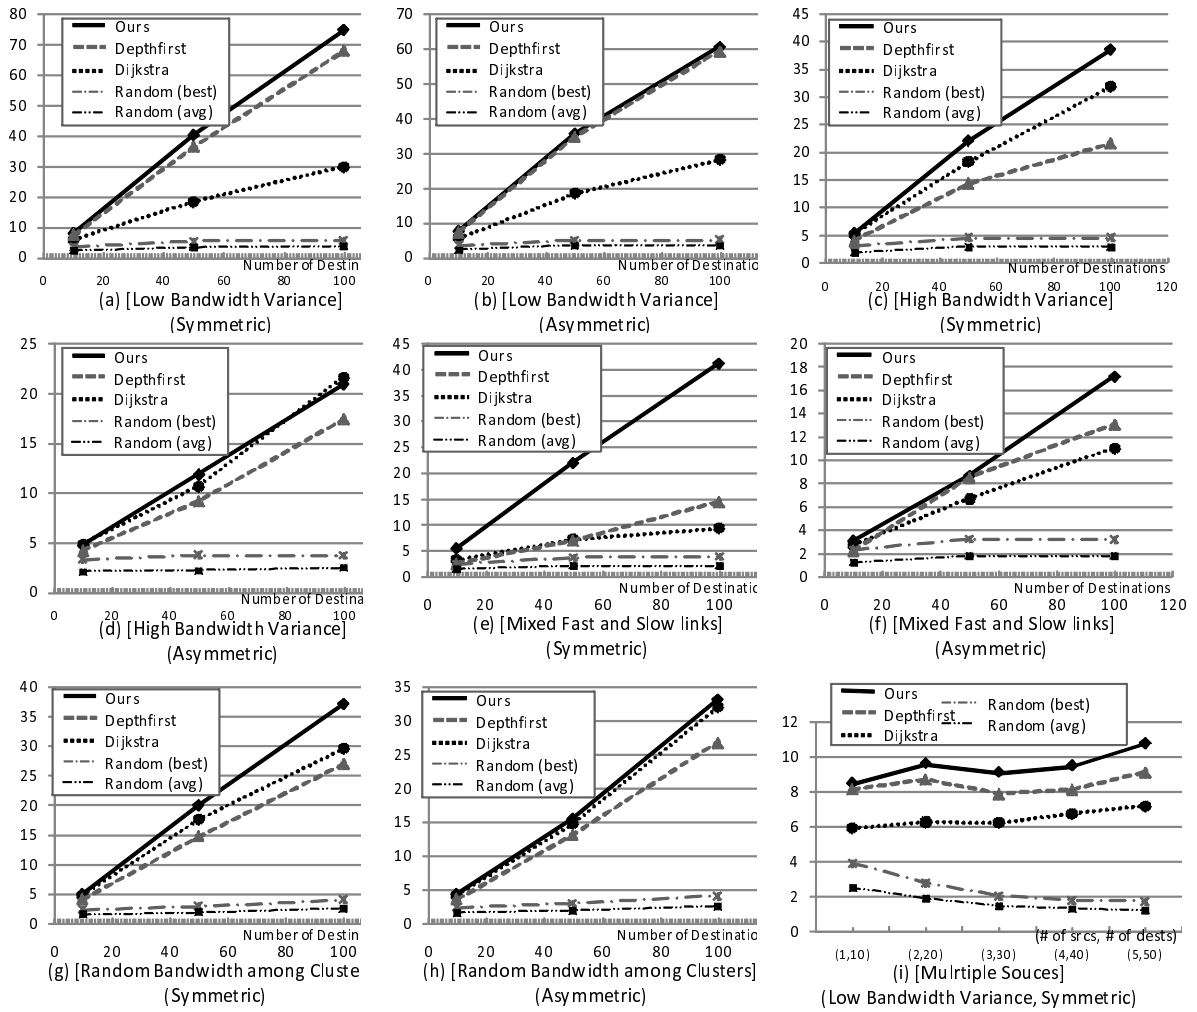 80
70
60
50
40
30
20
10
0
Ours
Depthfirst
Dijkstra
Random (best)
Random (avg)
Number of Destin
0 20 40 60 80 100
(a) [Low Bandwidth Variance]
(Symmetric)
70
60
50
40
30
20
10
0
Ours
Depthfirst
Dijkstra
Random (best)
Random (avg)
Number of Destinatio
0 20 40 60 80 100
(b) [Low Bandwidth Variance]
(Asymmetric)
45
40
35
30
25
20
15
10
5
0
Ours
Depthfirst
Dijkstra
Random (best)
Random (avg)
Number of Destinations
0 20 40 60 80 100 120
(c) [High Bandwidth Variance]
(Symmetric)
25
20
15
10
5
0
Ours
Depthfirst
Dijkstra
Random (best)
Random (avg)
Number of Destina
0 20 40 60 80 100
(d) [High Bandwidth Variance]
(Asymmetric)
45
40
35
30
25
20
15
10
5
0
Ours
Depthfirst
Dijkstra
Random (best)
Random (avg)
Number of Destinatio
0 20 40 60 80 100
(e) [Mixed Fast and Slow links]
(Symmetric)
20
18
16
14
12
10
8
6
4
2
0
Ours
Depthfirst
Dijkstra
Random (best)
Random (avg)
Number of Destinations
0 20 40 60 80 100 120
(f) [Mixed Fast and Slow links]
(Asymmetric)
40
35
30
25
20
15
10
5
0
Ours
Depthfirst
Dijkstra
Random (best)
Random (avg)
Number of Destin
0 20 40 60 80 100
(g) [Random Bandwidth among Cluste
(Symmetric)
35
30
25
20
15
10
5
0
Ours
Depthfirst
Dijkstra
Random (best)
Random (avg)
Number of Destinatio
0 20 40 60 80 100
(h) [Random Bandwidth among Clusters]
(Asymmetric)
Ours
Depthfirst
Dijkstra
Random (best)
Random (avg)
12
10
8
6
4
2
0
(# of srcs, # of dests)
(1,10) (2,20) (3,30) (4,40) (5,50)
(i) [Mulrtiple Souces]
(Low Bandwidth Variance, Symmetric)